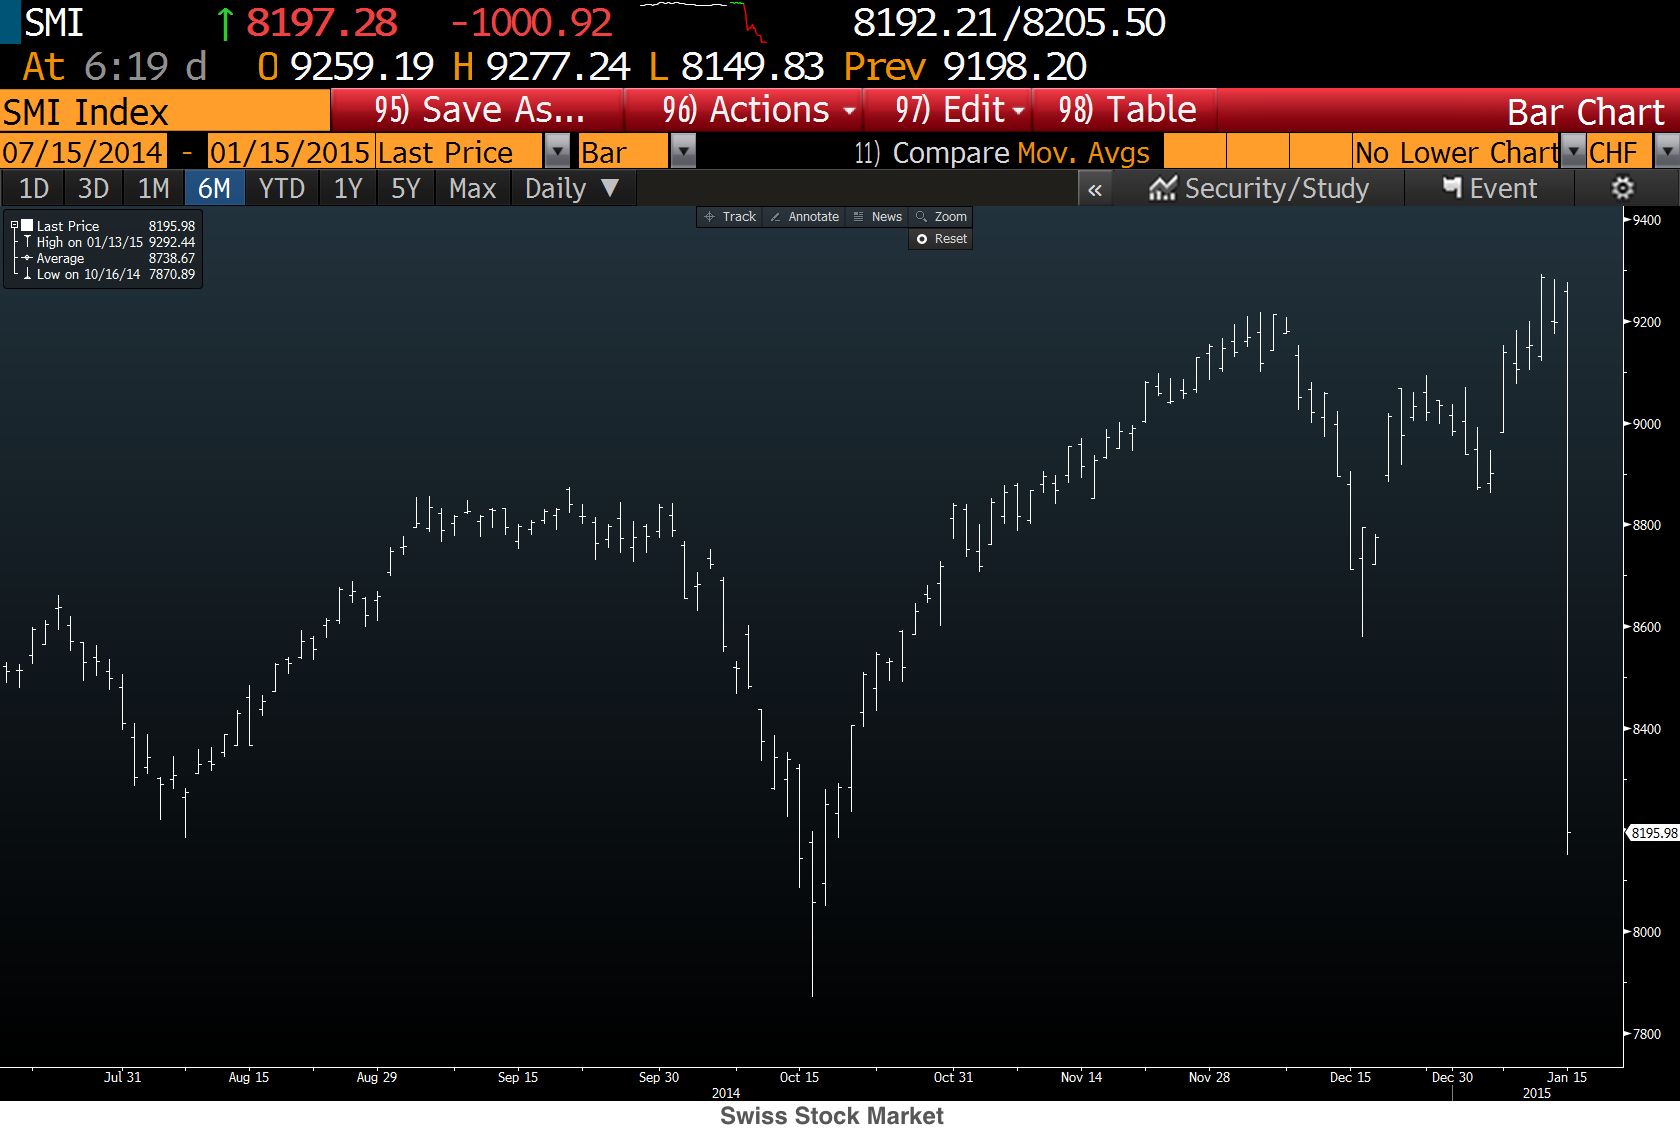 SMI ↑ 8197.28 -1000.92 8192.21/8205.50
At 6:19 d O 9259.19 H 9277.24 L 8149.83 Prev 9198.20
SMI Index 95) Save As... 96) Actions 97) Edit 98) Table Bar Chart
07/15/2014 - 01/15/2015 Last Price Bar 11) Compare Mov. Avgs No Lower Chart CHF
1D 3D 1M 6M YTD 1Y 5Y Max Daily ▼ « Security/Study Event
Track Annotate News Zoom
Reset
Last Price 8195.98
High on 01/13/15 9292.44
Average 8738.67
Low on 10/16/14 7870.89
9400
9200
9000
8800
8600
8400
8195.98
8000
7800
Jul 31 Aug 15 Aug 29 Sep 15 Sep 30 Oct 15 Oct 31 Nov 14 Nov 28 Dec 15 Dec 30 Jan 15
2014 2015
Swiss Stock Market